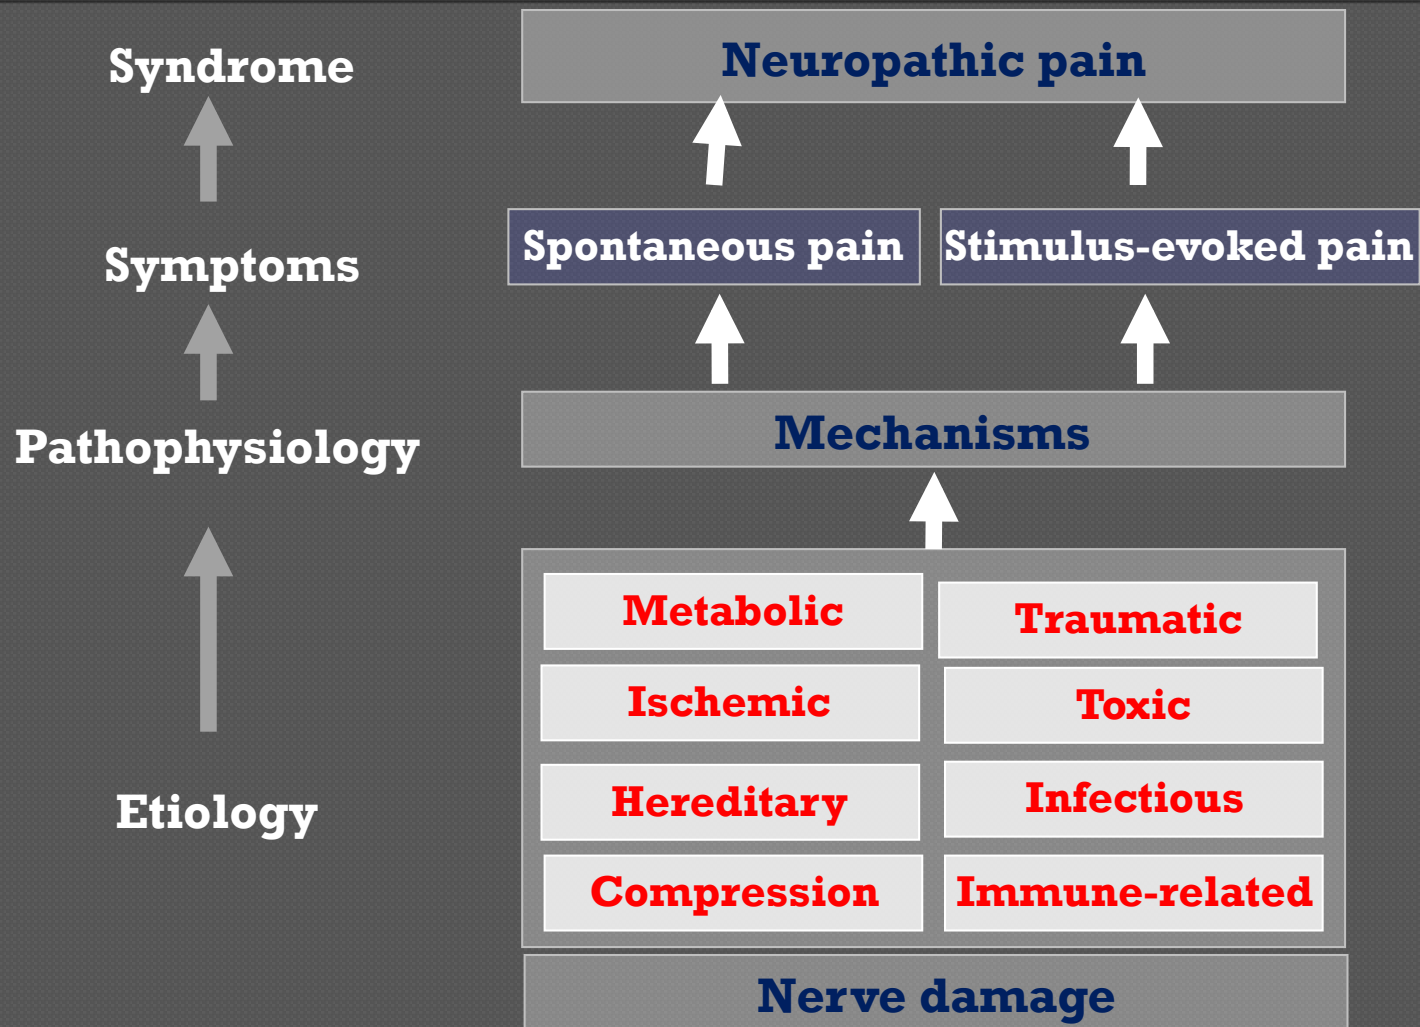 Syndrome
Neuropathic pain
Symptoms
Spontaneous pain
Stimulus-evoked pain
Pathophysiology
Mechanisms
Etiology
Metabolic
Traumatic
Ischemic
Toxic
Hereditary
Infectious
Compression
Immune-related
Nerve damage